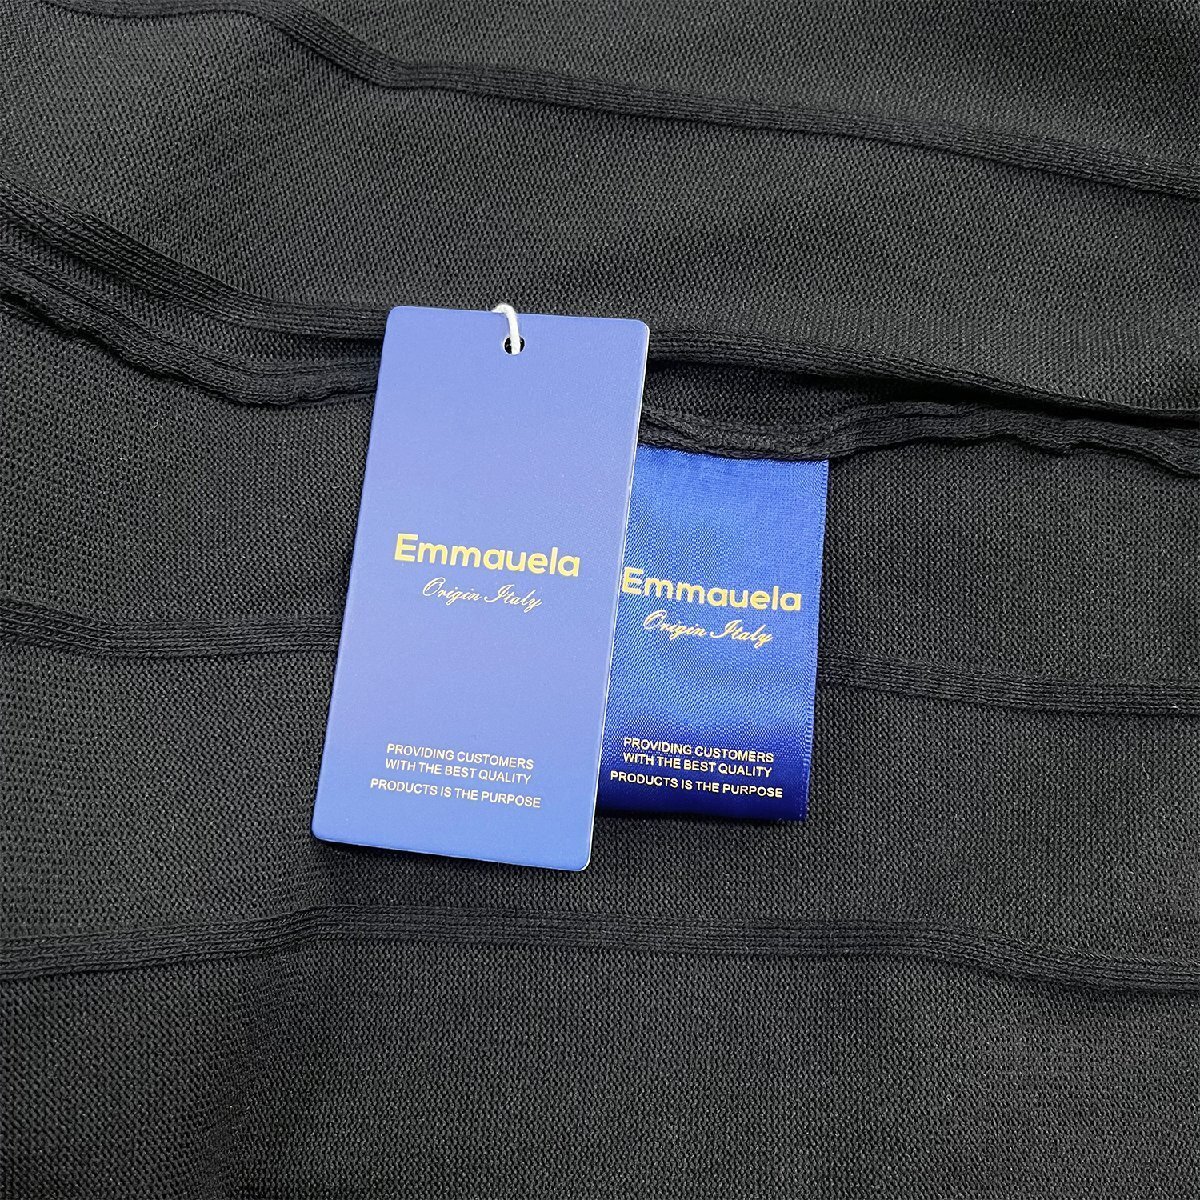 Emmauela
Origin Italy
PROVIDING CUSTOMERS
WITH THE BEST QUALITY
PRODUCTS IS THE PURPOSE
Emmauela
Origin Italy
PROVIDING CUSTOMERS
WITH THE BEST QUALITY
PRODUCTS IS THE PURPOSE